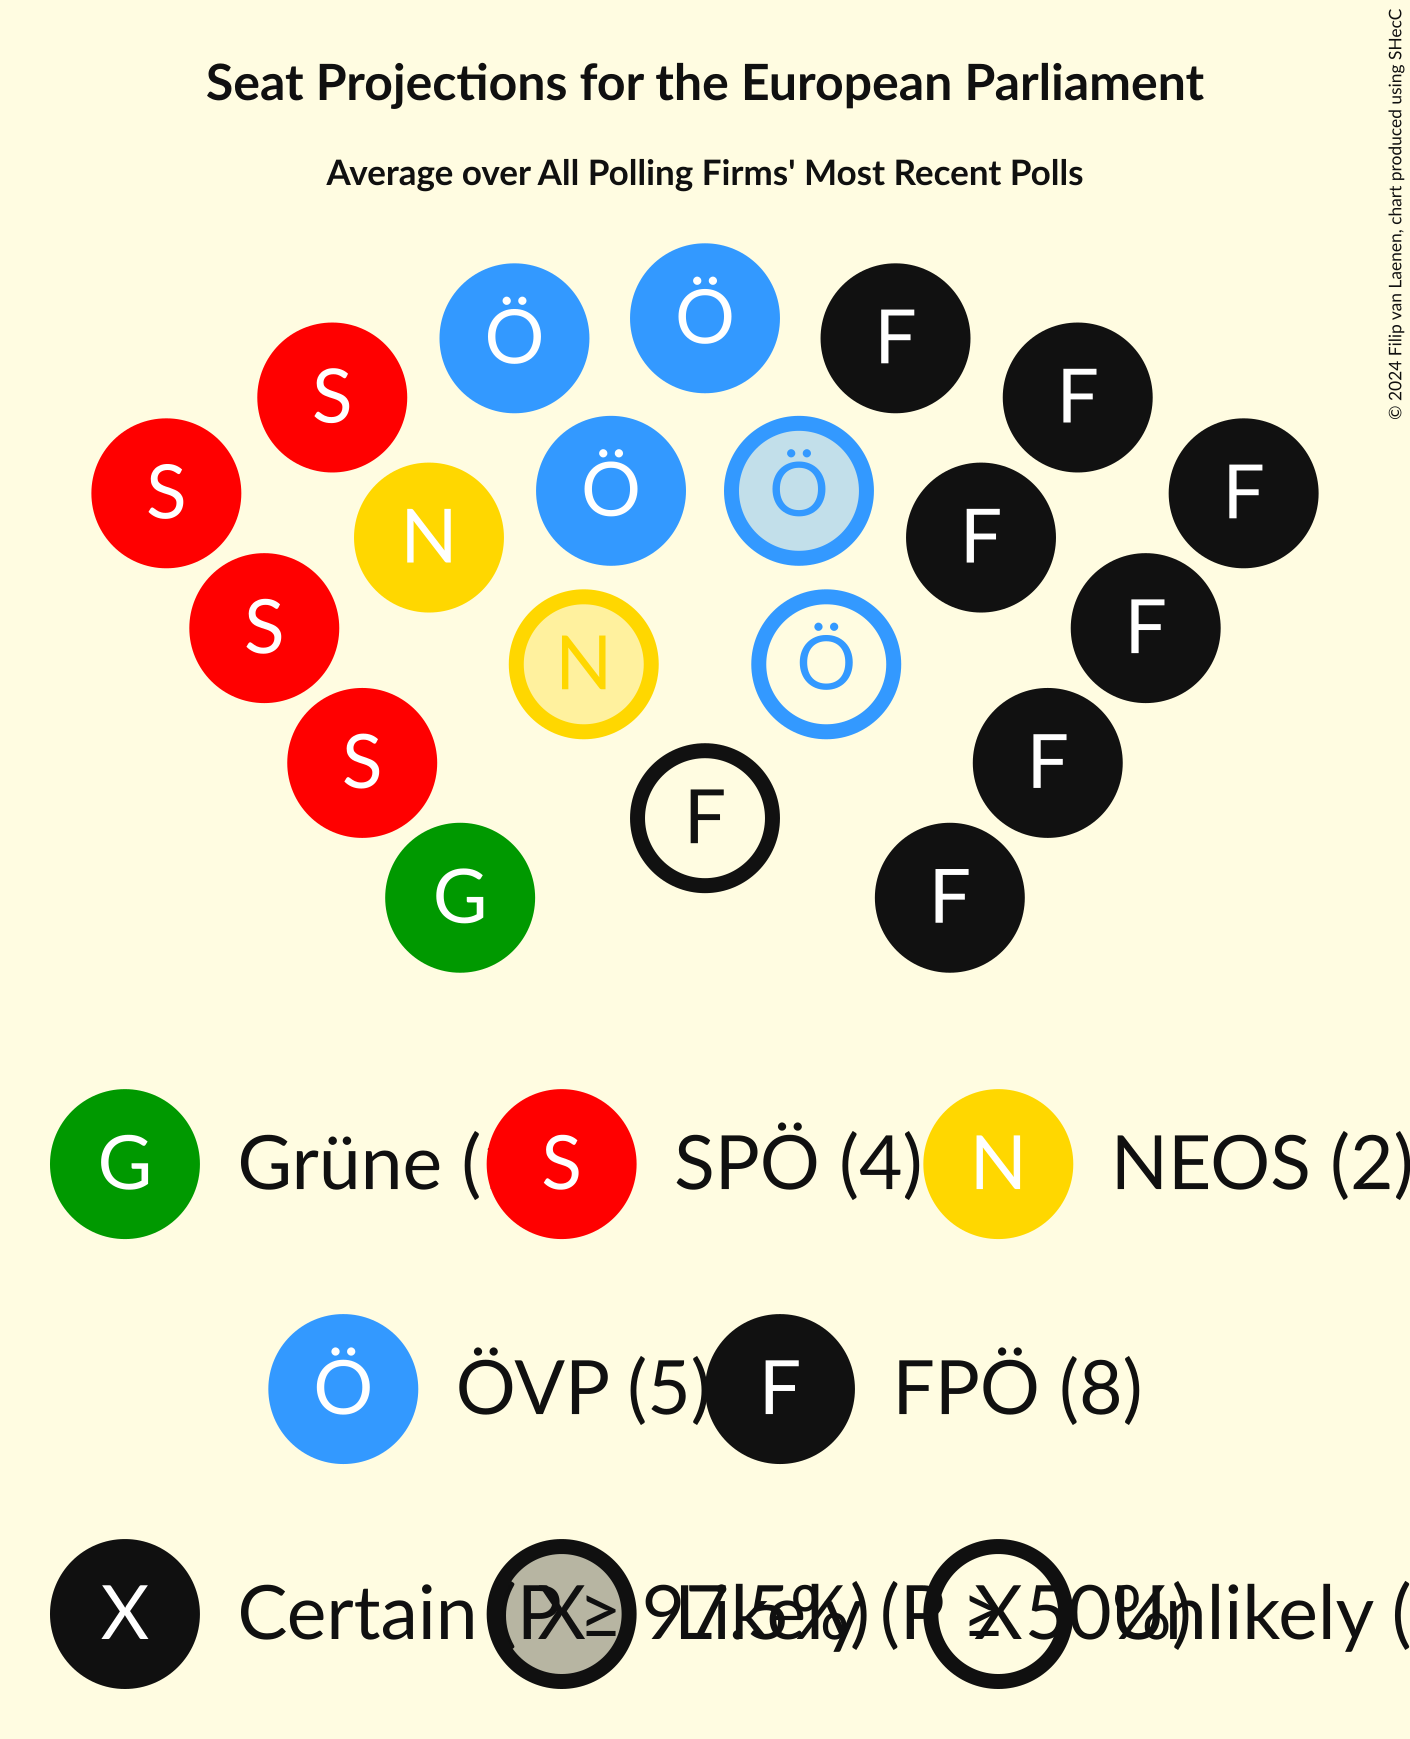 Seat Projections for the European Parliament
Average over All Polling Firms' Most Recent Polls
© 2024 Filip van Laenen, chart produced using SHecC
Ö
Ö F
S F
S Ö Ö F
N F
S F
N Ö
S F
F
G F
G Grüne ( S SPÖ (4) N NEOS (2)
Ö ÖVP (5) F FPÖ (8)
X Certain (P ≥ 97.5%) X Likely (P ≥ 50%) X Unlikely (